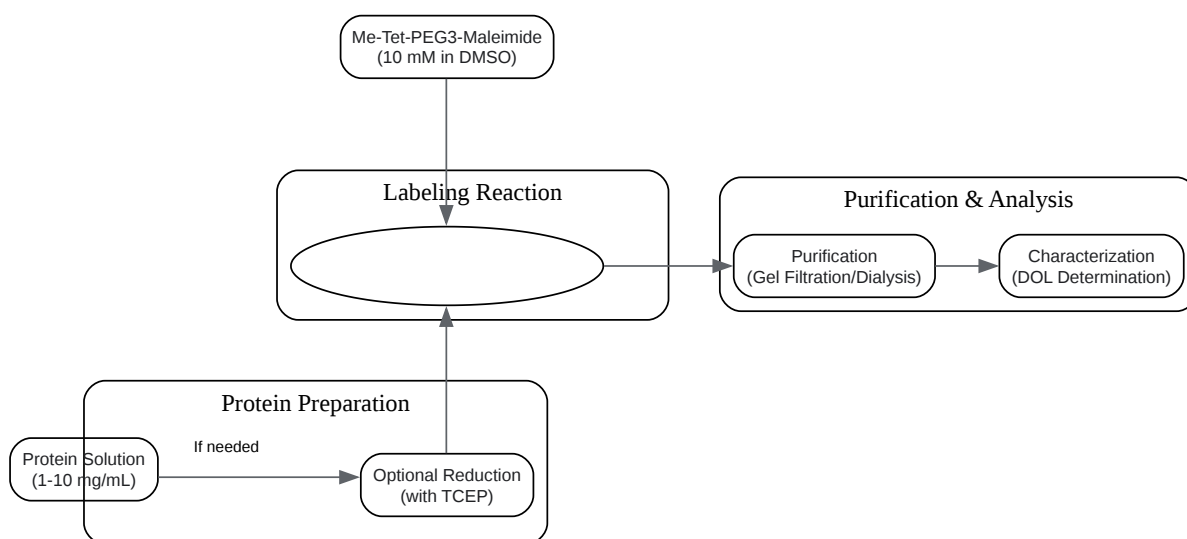 Me-Tet-PEG3-Maleimide
(10 mM in DMSO)
Labeling Reaction
Purification & Analysis
Purification
(Gel Filtration/Dialysis)
Characterization
(DOL Determination)
Protein Preparation
If needed
Protein Solution
(1-10 mg/mL)
Optional Reduction
(with TCEP)